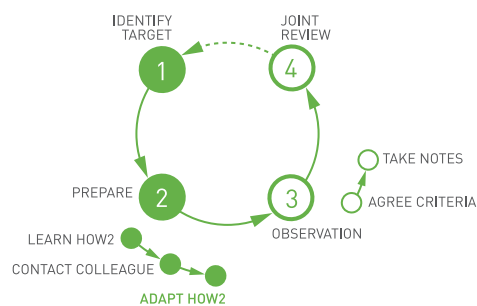 IDENTIFY
TARGET
JOINT
REVIEW
1
4
PREPARE
2
3
OBSERVATION
TAKE NOTES
AGREE CRITERIA
LEARN HOW2
CONTACT COLLEAGUE
ADAPT HOW2